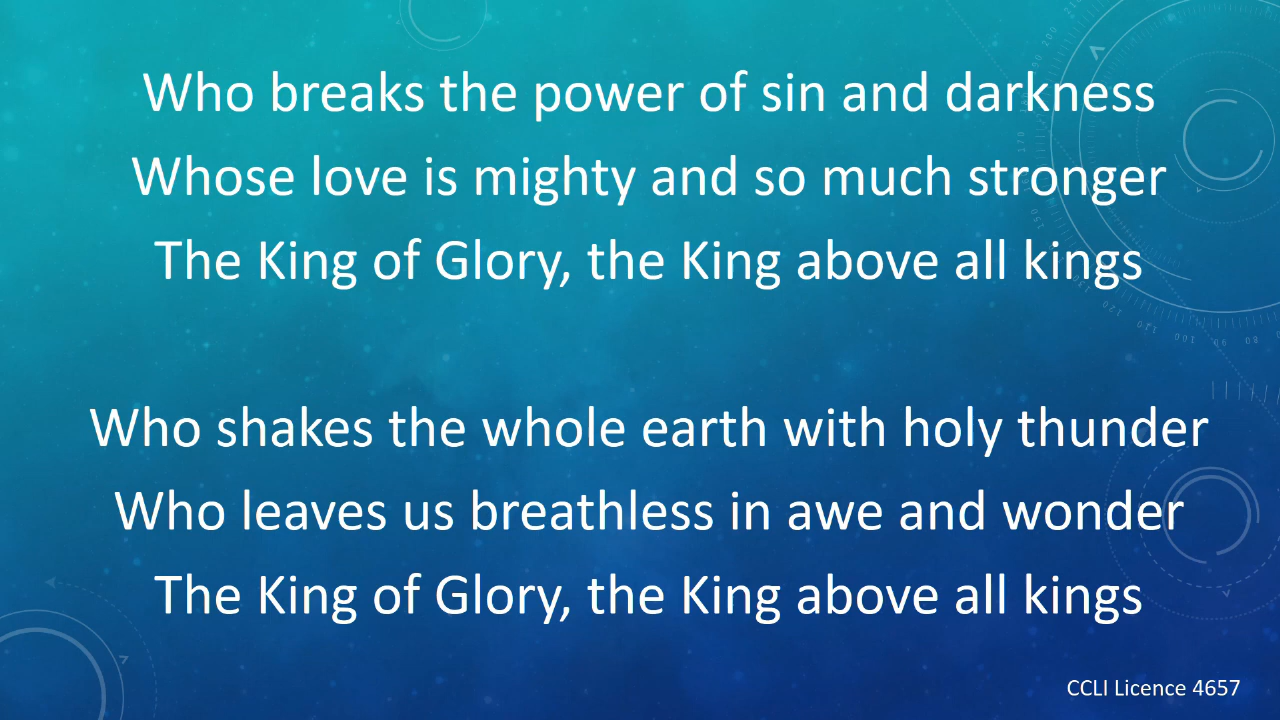 Who breaks the power of sin and darkness
Whose love is mighty and so much stronger
The King of Glory, the King above all kings
Who shakes the whole earth with holy thunder
Who leaves us breathless in awe and wonder
The King of Glory, the King above all kings
CCLI Licence 4657